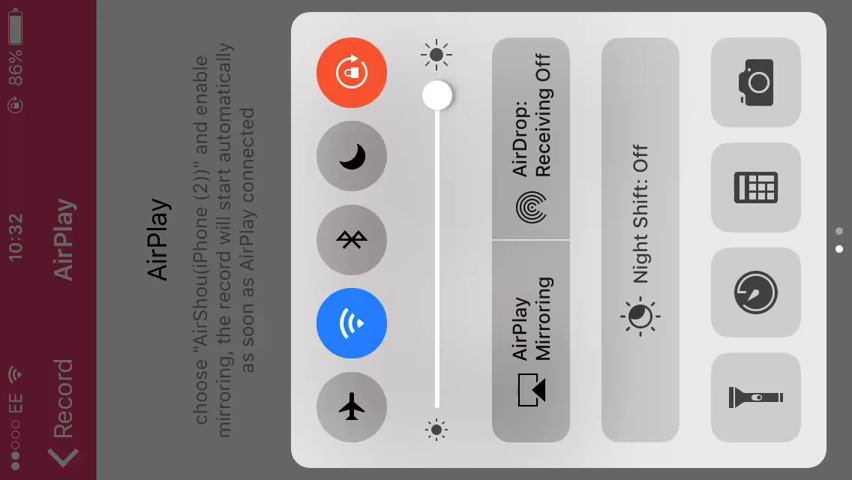 EE
10:32
86%
Record
AirPlay
AirPlay
choose "AirShou(iPhone (2))" and enable
mirroring, the record will start automatically
as soon as AirPlay connected
AirPlay
Mirroring
AirDrop:
Receiving Off
Night Shift: Off